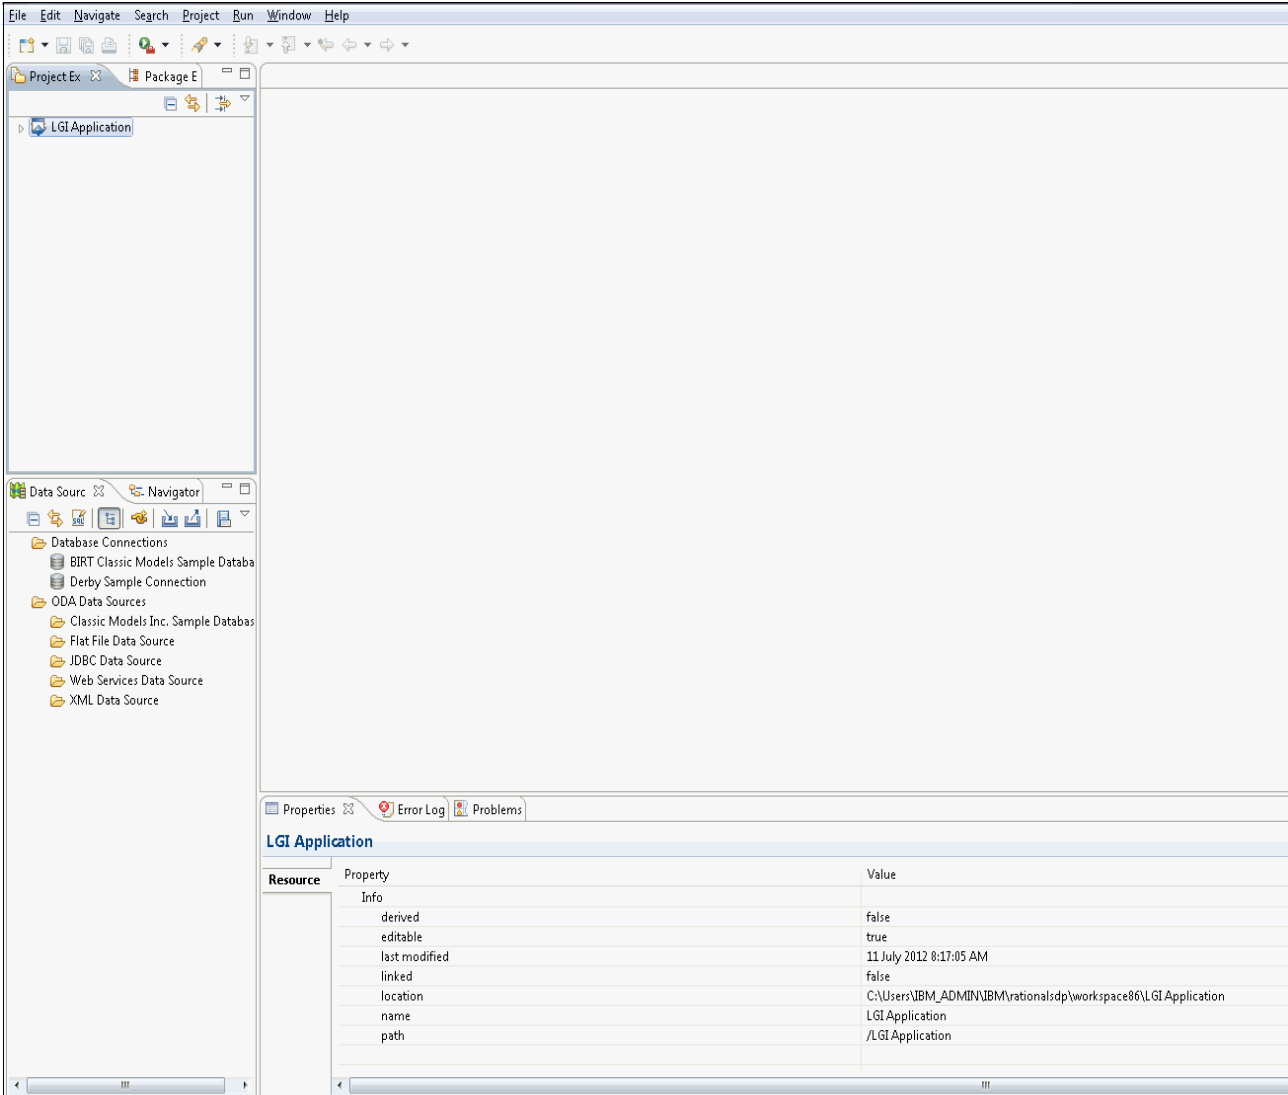 File Edit Navigate Search Project Run Window Help
Project Ex Package E
LGI Application
Data Sourc Navigator
Database Connections
BIRT Classic Models Sample Databa
Derby Sample Connection
ODA Data Sources
Classic Models Inc. Sample Databas
Flat File Data Source
JDBC Data Source
Web Services Data Source
XML Data Source
Properties Error Log Problems
LGI Application
Resource
Property Value
Info
derived false
editable true
last modified 11 July 2012 8:17:05 AM
linked false
location C:\Users\IBM_ADMIN\IBM\rationalsdp\workspace86\LGI Application
name LGI Application
path /LGI Application